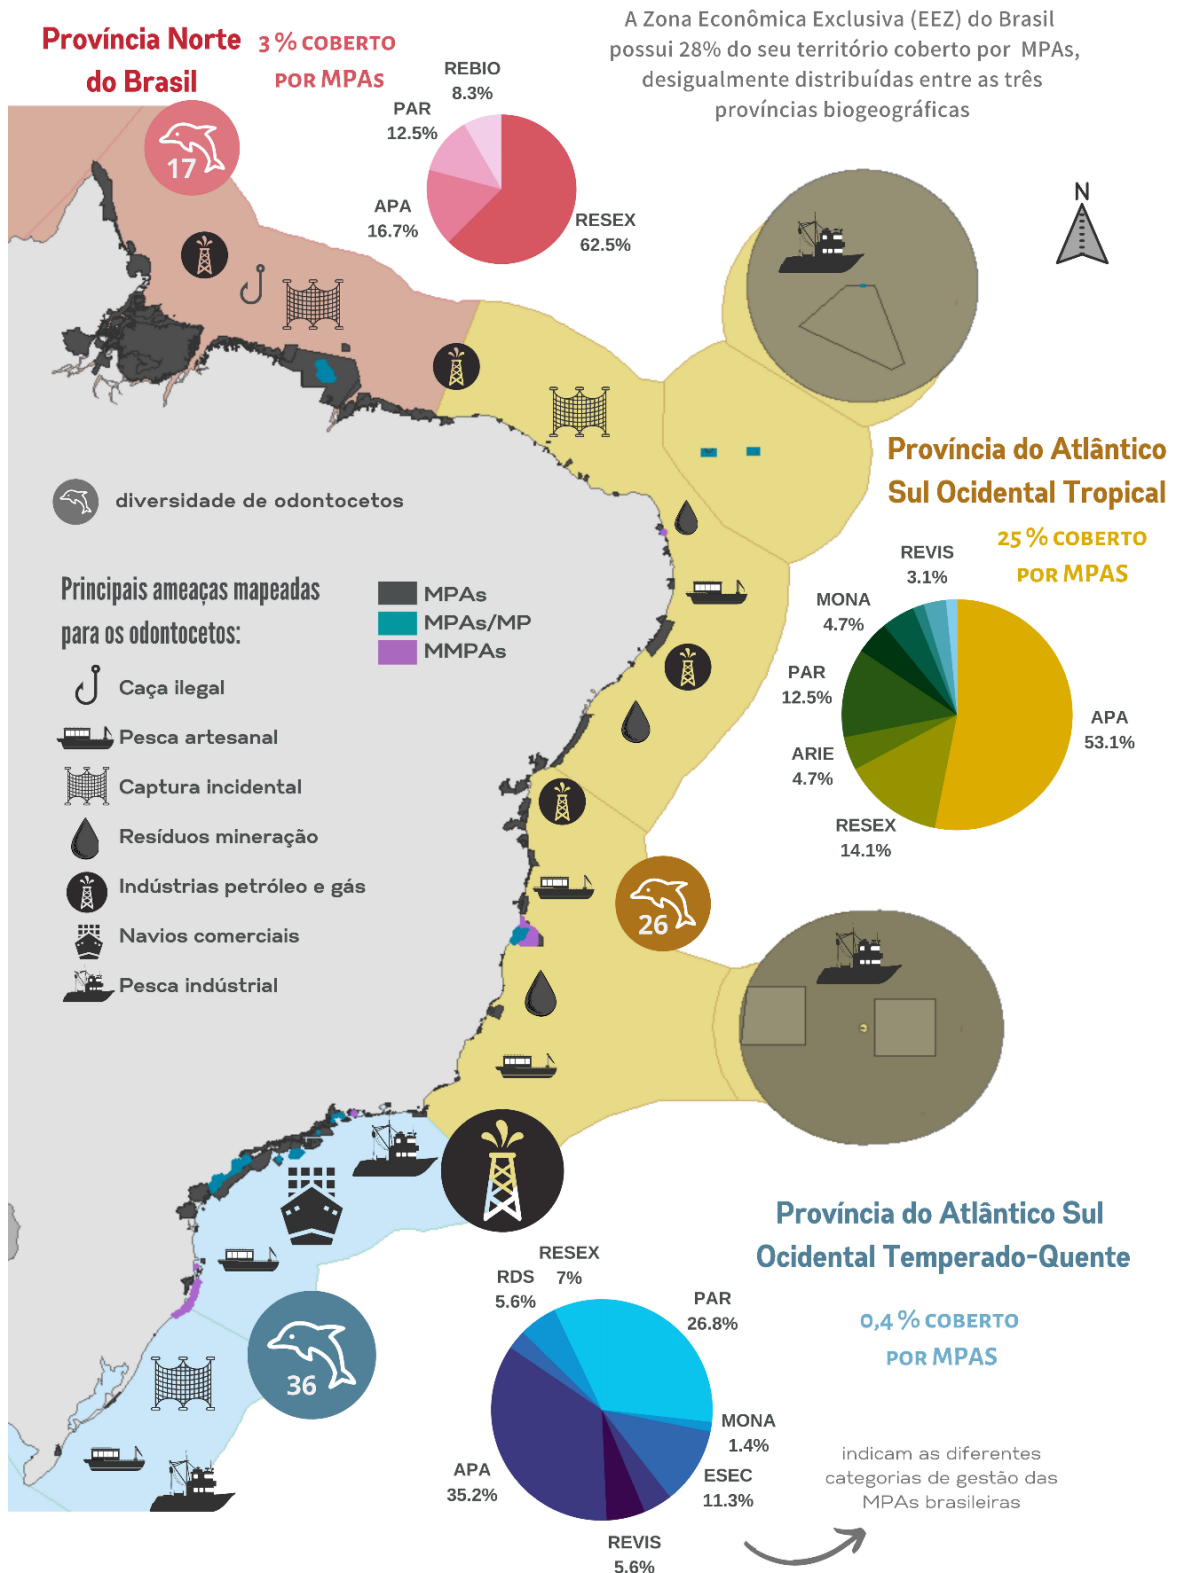 Província Norte
do Brasil
3 % COBERTO
POR MPAS
A Zona Econômica Exclusiva (EEZ) do Brasil
possui 28% do seu território coberto por MPAs,
desigualmente distribuídas entre as três
províncias biogeográficas
REBIO
8.3%
PAR
12.5%
APA
16.7%
RESEX
62.5%
17
N
diversidade de odontocetos
Principais ameaças mapeadas
para os odontocetos:
Caça ilegal
Pesca artesanal
Captura incidental
Resíduos mineração
Indústrias petróleo e gás
Navios comerciais
Pesca indústrial
MPAs
MPAs/MP
MMPAs
Província do Atlântico
Sul Ocidental Tropical
25 % COBERTO
POR MPAS
REVIS
3.1%
MONA
4.7%
PAR
12.5%
ARIE
4.7%
RESEX
14.1%
APA
53.1%
26
Província do Atlântico Sul
Ocidental Temperado-Quente
0,4 % COBERTO
POR MPAS
RESEX
7%
RDS
5.6%
PAR
26.8%
MONA
1.4%
ESEC
11.3%
APA
35.2%
REVIS
5.6%
36
indicam as diferentes
categorias de gestão das
MPAs brasileiras